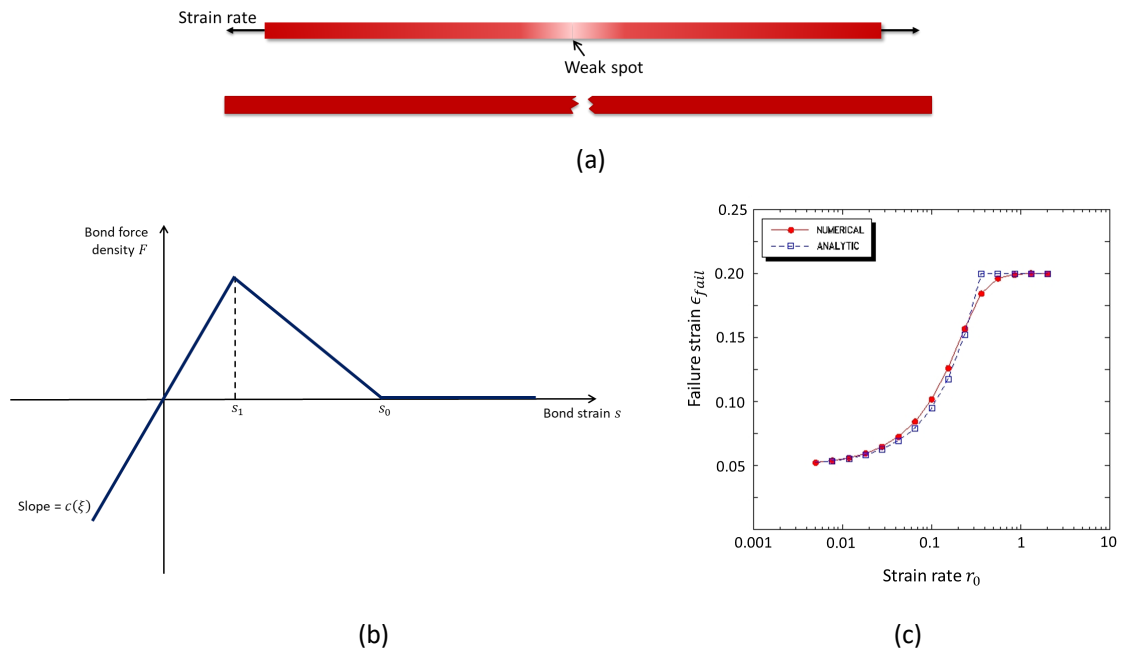 Strain rate
Weak spot
(a)
Bond force
density F
s₁
s₀
Bond strain s
Slope = c(ξ)
(b)
0.25
NUMERICAL
ANALYTIC
0.20
0.15
0.10
0.05
Failure strain ϵfail
0.001
0.01
0.1
1
10
Strain rate r₀
(c)